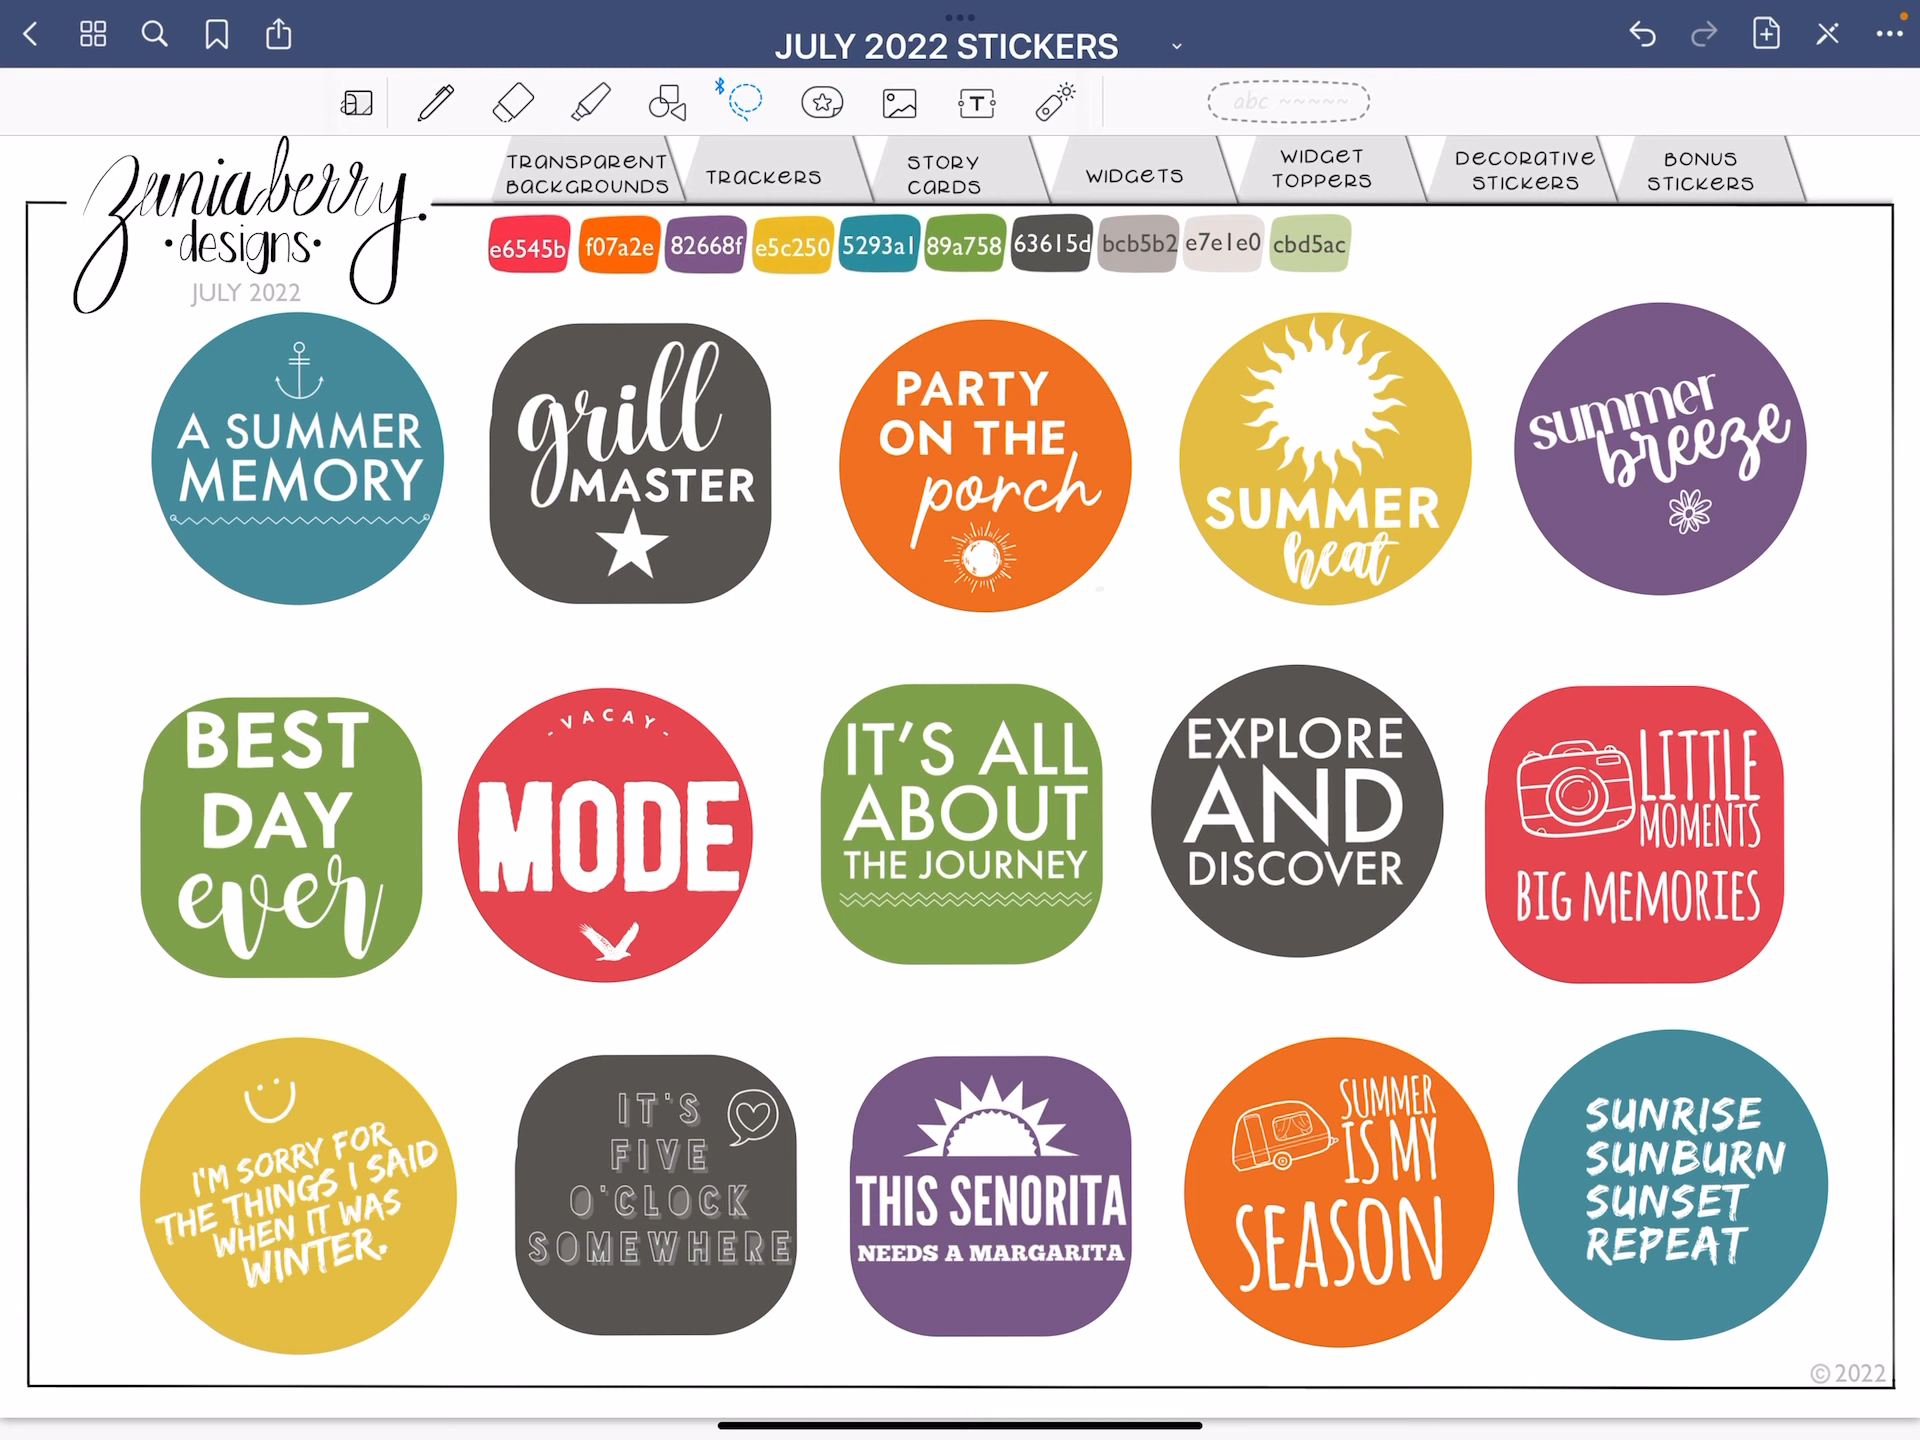 JULY 2022 STICKERS
abc
zuniaberry.
•designs•
JULY 2022
TRANSPARENT
BACKGROUNDS
TRACKERS
STORY
CARDS
WIDGETS
WIDGET
TOPPERS
DECORATIVE
STICKERS
BONUS
STICKERS
e6545b
f07a2e
82668f
e5c250
5293a1
89a758
63615d
bcb5b2
e7e1e0
cbd5ac
A SUMMER
MEMORY
grill
MASTER
PARTY
ON THE
porch
SUMMER
heat
summer
breeze
BEST
DAY
ever
-VACAY-
MODE
IT'S ALL
ABOUT
THE JOURNEY
EXPLORE
AND
DISCOVER
LITTLE
MOMENTS
BIG MEMORIES
I'M SORRY FOR
THE THINGS I SAID
WHEN IT WAS
WINTER.
IT'S
FIVE
O'CLOCK
SOMEWHERE
THIS SENORITA
NEEDS A MARGARITA
SUMMER
IS MY
SEASON
SUNRISE
SUNBURN
SUNSET
REPEAT
© 2022